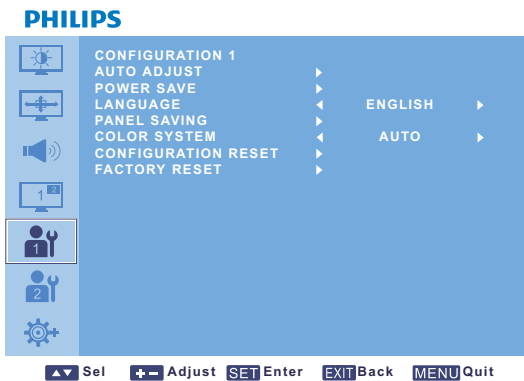 PHILIPS
CONFIGURATION 1
AUTO ADJUST
POWER SAVE
LANGUAGE ENGLISH
PANEL SAVING
COLOR SYSTEM AUTO
CONFIGURATION RESET
FACTORY RESET
1 2
1
2
Sel Adjust SET Enter EXIT Back MENU Quit